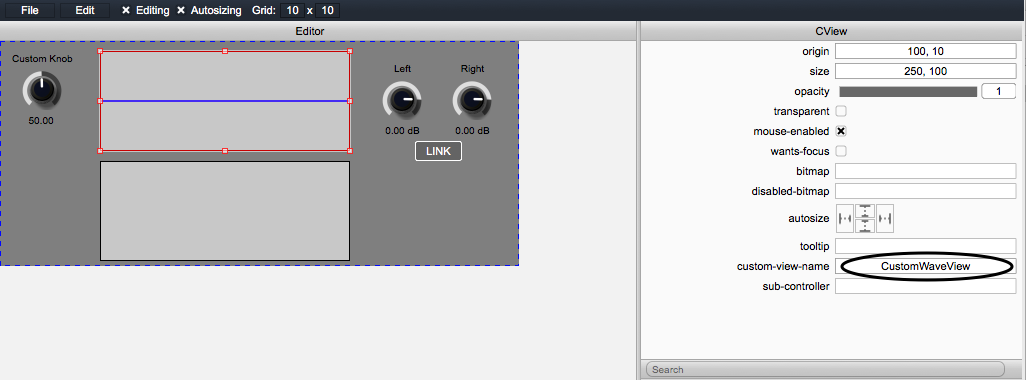 File Edit Editing Autosizing Grid: 10 x 10
Editor
CView
Custom Knob
50.00
Left Right
0.00 dB 0.00 dB
LINK
origin 100, 10
size 250, 100
opacity 1
transparent
mouse-enabled
wants-focus
bitmap
disabled-bitmap
autosize
tooltip
custom-view-name CustomWaveView
sub-controller
Search